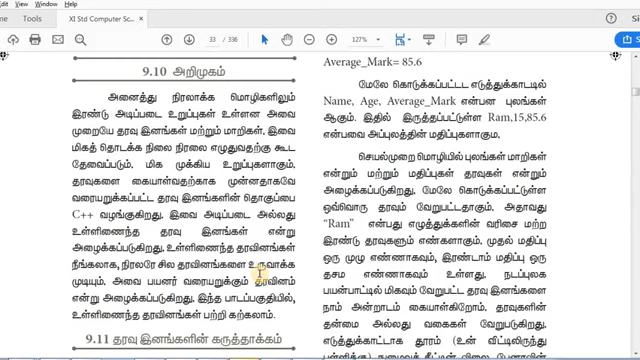 Window Help
Tools
XI Std Computer Sc...
×
Sign In
33 / 336
127%
S
9.10 அறிமுகம்
அனைத்து நிரலாக்க மொழிகளிலும்
இரண்டு அடிப்படை உறுப்புகள் உள்ளன அவை
முறையே தரவு இனங்கள் மற்றும் மாறிகள், இவை
மிகத் தொடக்க நிலை நிரலை எழுதுவதற்கு கூட
தேவைப்படும். மிக முக்கிய உறுப்புகளாகும்.
தரவுகளை கையாள்வதற்காக முன்னதாகவே
வரையறுக்கப்பட்ட தரவு இனங்களின் தொகுப்பை
C++ வழங்குகிறது. இவை அடிப்படை அல்லது
உள்ளிணைந்த தரவு இனங்கள் என்று
அழைக்கப்படுகிறது. உள்ளிணைந்த தரவினங்கள்
நீங்கலாக, நிரலரே சில தரவினங்களை உருவாக்க
முடியும். அவை பயனர் வரையறுக்கும் தரவினம்
என்று அழைக்கப்படுகிறது. இந்த பாடப்பகுதியில்,
உள்ளிணைந்த தரவினங்கள் பற்றி கற்கலாம்.
9.11 தரவு இனங்களின் கருத்தாக்கம்
Average_Mark= 85.6
மேலே கொடுக்கப்பட்ட எடுத்துக்காட்டில்
Name, Age, Average_Mark என்பன புலங்கள்
ஆகும். இதில் இருத்தப்பட்டுள்ள Ram,15,85.6
என்பவை அப்புலத்தின் மதிப்புகளாகும்.
செயல்முறை மொழியில் புலங்கள் மாறிகள்
என்றும் மற்றும் மதிப்புகள் தரவுகள் என்றும்
அழைக்கப்படுகிறது. மேலே கொடுக்கப்பட்டுள்ள
ஒவ்வொரு தரவும் வேறுபட்டதாகும். அதாவது
“Ram” என்பது எழுத்துக்களின் வரிசை மற்ற
இரண்டு தரவுகளும் எண்களாகும். முதல் மதிப்பு
ஒரு முழு எண்ணாகவும், இரண்டாம் மதிப்பு ஒரு
தசம எண்ணாகவும் உள்ளது. நடப்புலக
பயன்பாட்டில் மிகவும் வேறுபட்ட தரவு இனங்களை
நாம் அன்றாடம் கையாள்கிறோம். தரவுகளின்
தன்மை அல்லது வகைகள் வேறுபடுகிறது.
எடுத்துக்காட்டாக தூரம் (உன் வீட்டிலிருந்து